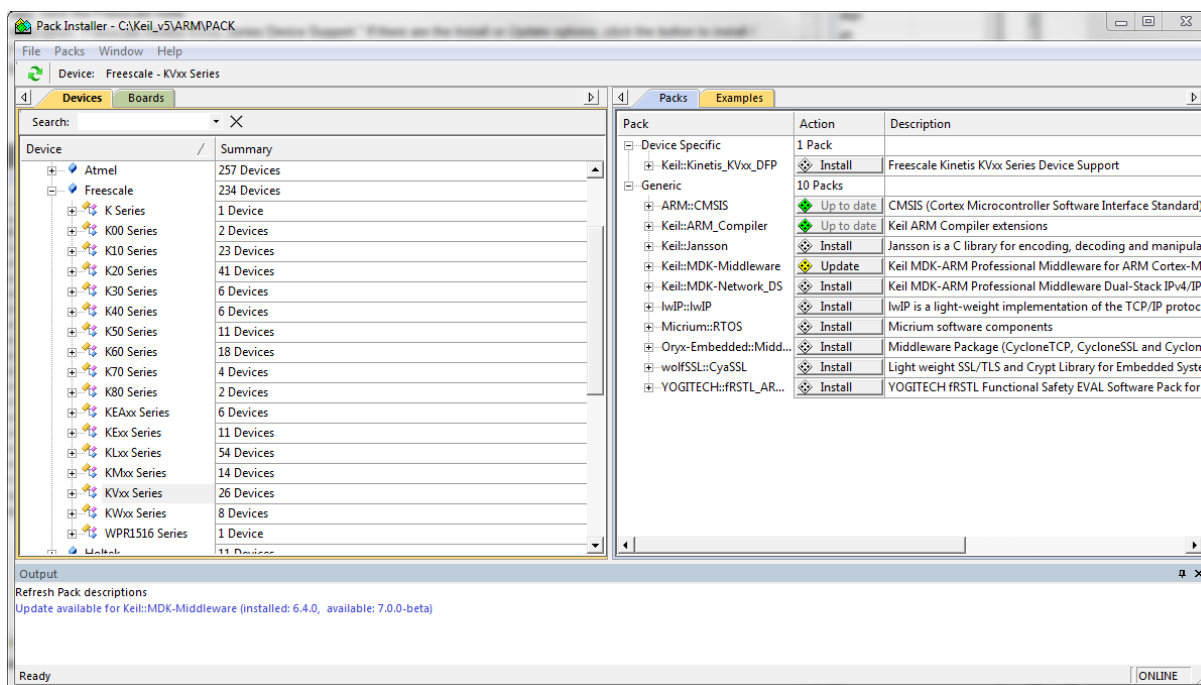 Pack Installer - C:\Keil_v5\ARM\PACK
File Packs Window Help
Device: Freescale - KVxx Series
Devices Boards
Search:
Device / Summary
Atmel 257 Devices
Freescale 234 Devices
K Series 1 Device
K00 Series 2 Devices
K10 Series 23 Devices
K20 Series 41 Devices
K30 Series 6 Devices
K40 Series 6 Devices
K50 Series 11 Devices
K60 Series 18 Devices
K70 Series 4 Devices
K80 Series 2 Devices
KEAxx Series 6 Devices
KExx Series 11 Devices
KLxx Series 54 Devices
KMxx Series 14 Devices
KVxx Series 26 Devices
KWxx Series 8 Devices
WPR1516 Series 1 Device
Holtek 11 Devices
Packs Examples
Pack Action Description
Device Specific 1 Pack
Keil::Kinetis_KVxx_DFP Install Freescale Kinetis KVxx Series Device Support
Generic 10 Packs
ARM::CMSIS Up to date CMSIS (Cortex Microcontroller Software Interface Standard)
Keil::ARM_Compiler Up to date Keil ARM Compiler extensions
Keil::Jansson Install Jansson is a C library for encoding, decoding and manipula
Keil::MDK-Middleware Update Keil MDK-ARM Professional Middleware for ARM Cortex-M
Keil::MDK-Network_DS Install Keil MDK-ARM Professional Middleware Dual-Stack IPv4/IP
lwIP::lwIP Install lwIP is a light-weight implementation of the TCP/IP protoc
Micrium::RTOS Install Micrium software components
Oryx-Embedded::Midd... Install Middleware Package (CycloneTCP, CycloneSSL and Cyclon
wolfSSL::CyaSSL Install Light weight SSL/TLS and Crypt Library for Embedded Syste
YOGITECH::fRSTL_AR... Install YOGITECH fRSTL Functional Safety EVAL Software Pack for
Output
Refresh Pack descriptions
Update available for Keil::MDK-Middleware (installed: 6.4.0, available: 7.0.0-beta)
Ready ONLINE